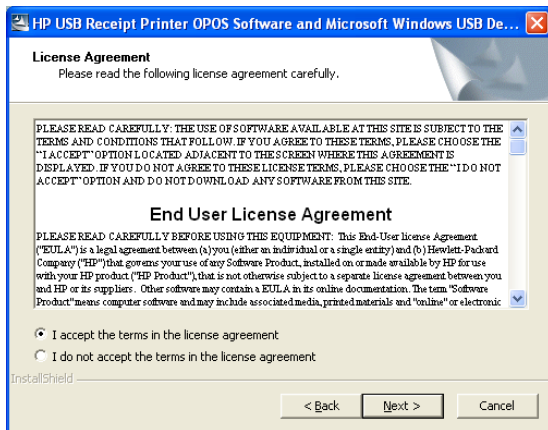 HP USB Receipt Printer OPOS Software and Microsoft Windows USB De...
License Agreement
Please read the following license agreement carefully.
PLEASE READ CAREFULLY: THE USE OF SOFTWARE AVAILABLE AT THIS SITE IS SUBJECT TO THE
TERMS AND CONDITIONS THAT FOLLOW. IF YOU AGREE TO THESE TERMS, PLEASE CHOOSE THE
"I ACCEPT" OPTION LOCATED ADJACENT TO THE SCREEN WHERE THIS AGREEMENT IS
DISPLAYED. IF YOU DO NOT AGREE TO THESE LICENSE TERMS, PLEASE CHOOSE THE "I DO NOT
ACCEPT" OPTION AND DO NOT DOWNLOAD ANY SOFTWARE FROM THIS SITE.
End User License Agreement
PLEASE READ CAREFULLY BEFORE USING THIS EQUIPMENT: This End-User license Agreement
("EULA") is a legal agreement between (a) you (either an individual or a single entity) and (b) Hewlett-Packard
Company ("HP") that governs your use of any Software Product, installed on or made available by HP for use
with your HP product ("HP Product"), that is not otherwise subject to a separate license agreement between you
and HP or its suppliers. Other software may contain a EULA in its online documentation. The term "Software
Product" means computer software and may include associated media, printed materials and "online" or electronic
I accept the terms in the license agreement
I do not accept the terms in the license agreement
InstallShield
< Back
Next >
Cancel